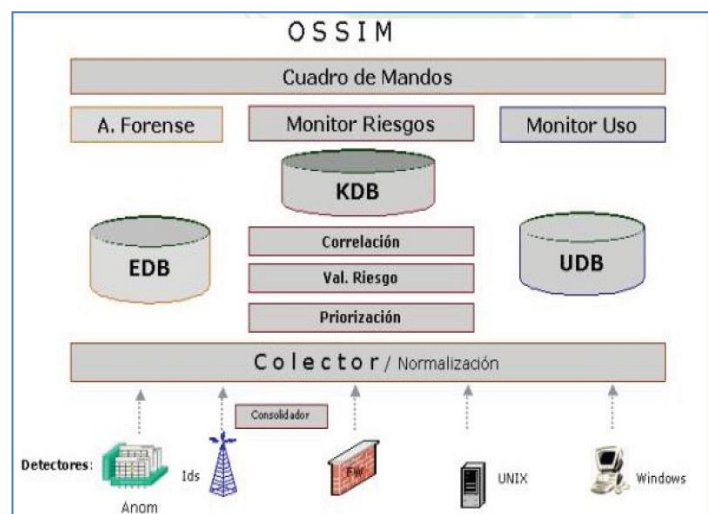 OSSIM
Cuadro de Mandos
A. Forense
Monitor Riesgos
Monitor Uso
KDB
EDB
UDB
Correlación
Val. Riesgo
Priorización
Colector / Normalización
Consolidador
Detectores:
Anom
Ids
FW
UNIX
Windows